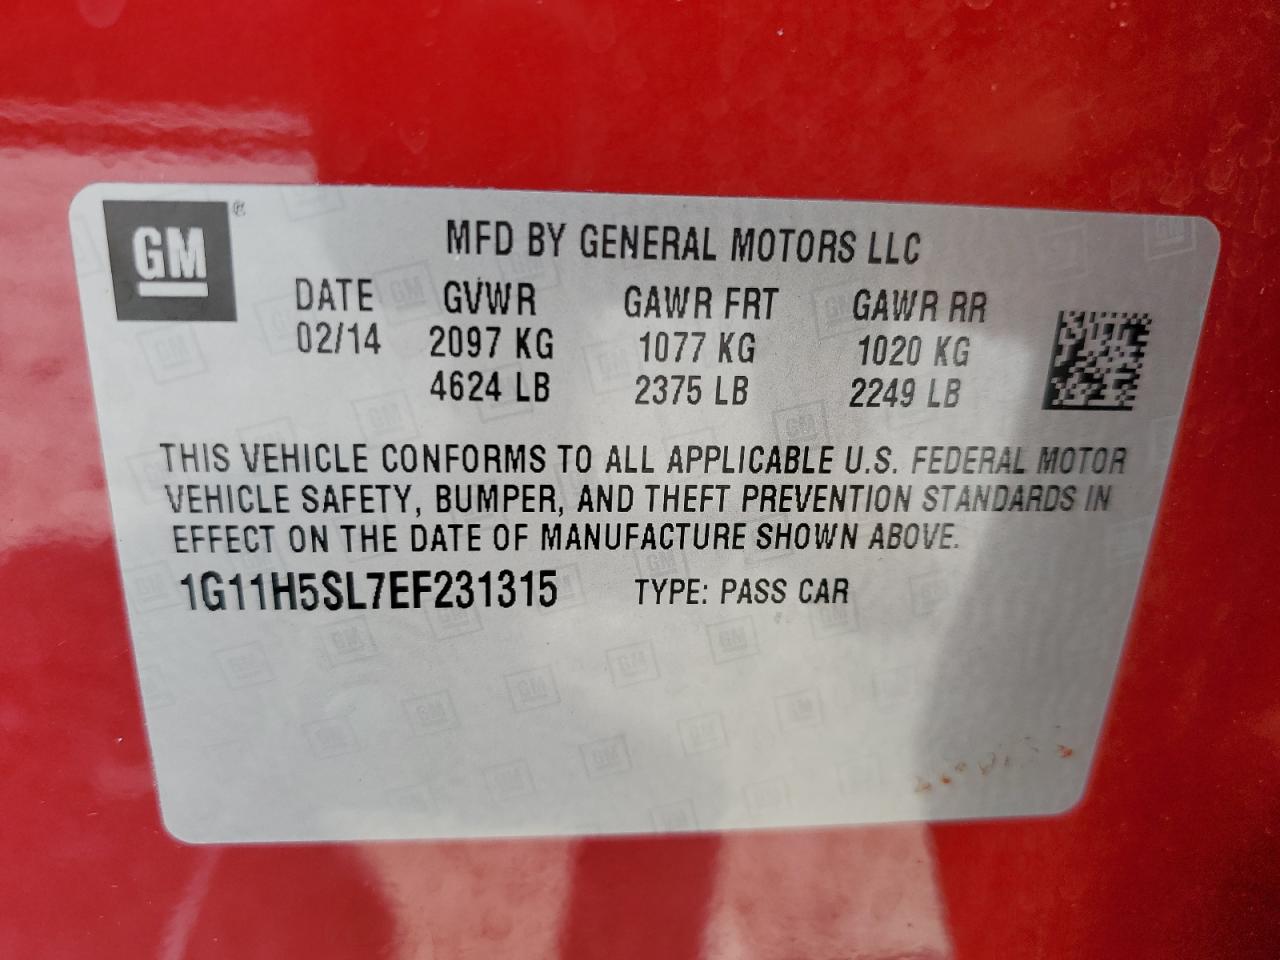 GM®
MFD BY GENERAL MOTORS LLC
DATE GVWR GAWR FRT GAWR RR
02/14 2097 KG 1077 KG 1020 KG
4624 LB 2375 LB 2249 LB
THIS VEHICLE CONFORMS TO ALL APPLICABLE U.S. FEDERAL MOTOR
VEHICLE SAFETY, BUMPER, AND THEFT PREVENTION STANDARDS IN
EFFECT ON THE DATE OF MANUFACTURE SHOWN ABOVE.
1G11H5SL7EF231315 TYPE: PASS CAR